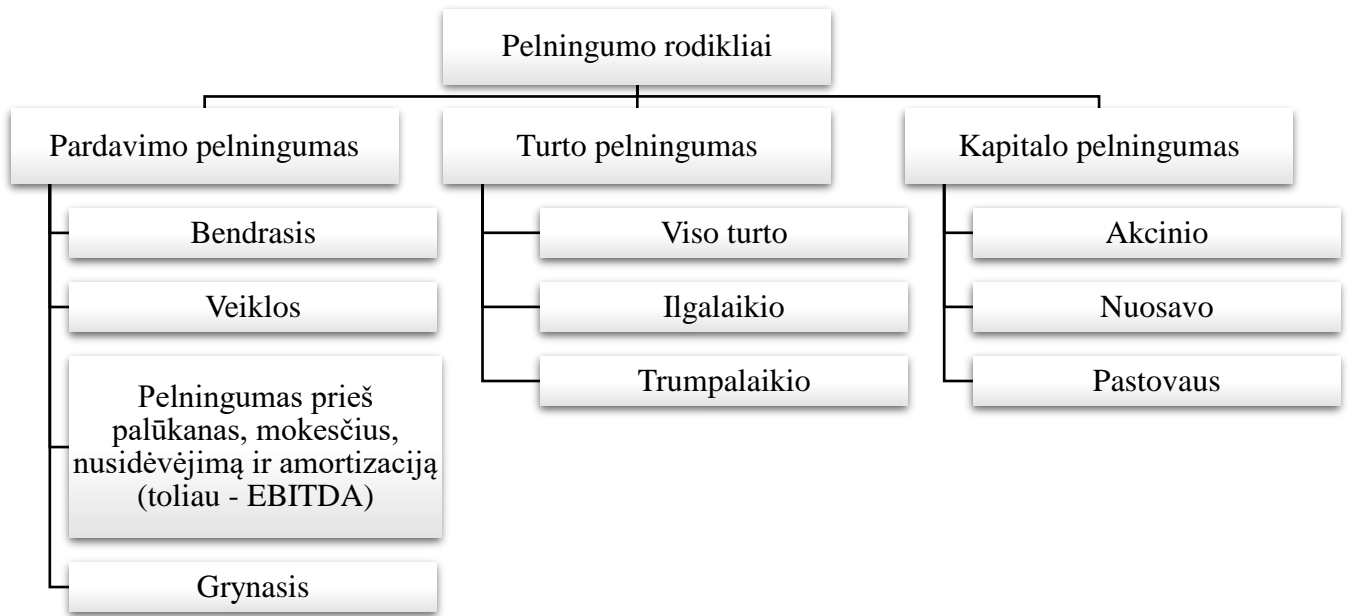 Pelningumo rodikliai
Pardavimo pelningumas
Bendrasis
Veiklos
Pelningumas prieš
palūkanas, mokesčius,
nusidėvėjimą ir amortizaciją
(toliau - EBITDA)
Grynasis
Turto pelningumas
Viso turto
Ilgalaikio
Trumpalaikio
Kapitalo pelningumas
Akcinio
Nuosavo
Pastovaus